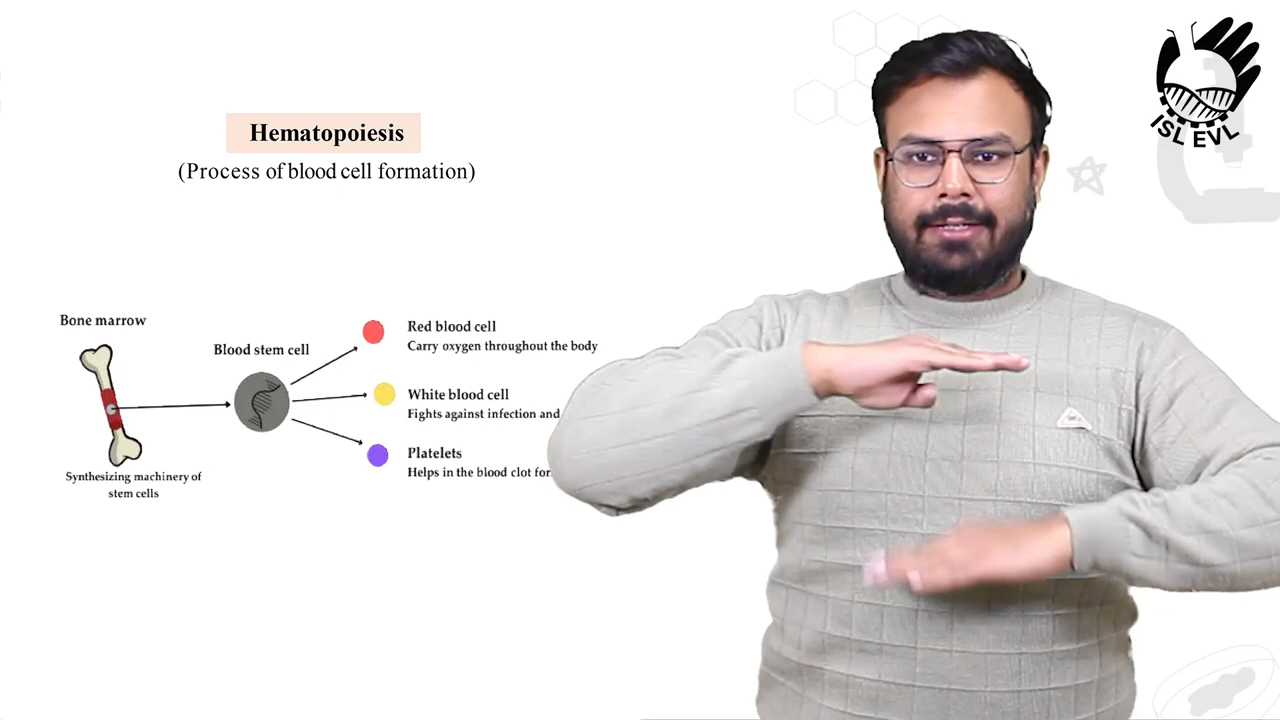 Hematopoiesis
(Process of blood cell formation)
Bone marrow
Synthesizing machinery of
stem cells
Blood stem cell
Red blood cell
Carry oxygen throughout the body
White blood cell
Fights against infection and
Platelets
Helps in the blood clot
ISL EVL